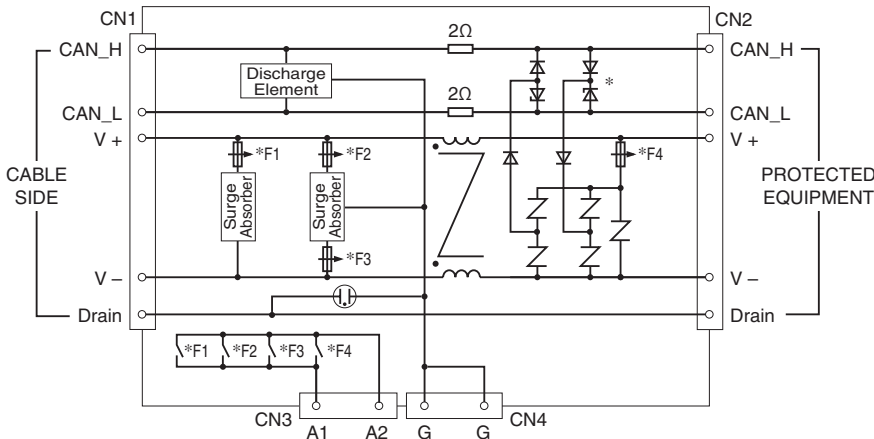 CN1
CN2
2Ω
CAN_H
CAN_H
Discharge
Element
*
2Ω
CAN_L
CAN_L
V +
V +
*F1
*F2
*F4
CABLE
SIDE
Surge
Absorber
Surge
Absorber
PROTECTED
EQUIPMENT
*F3
V –
V –
Drain
Drain
*F1
*F2
*F3
*F4
CN3
CN4
A1
A2
G
G